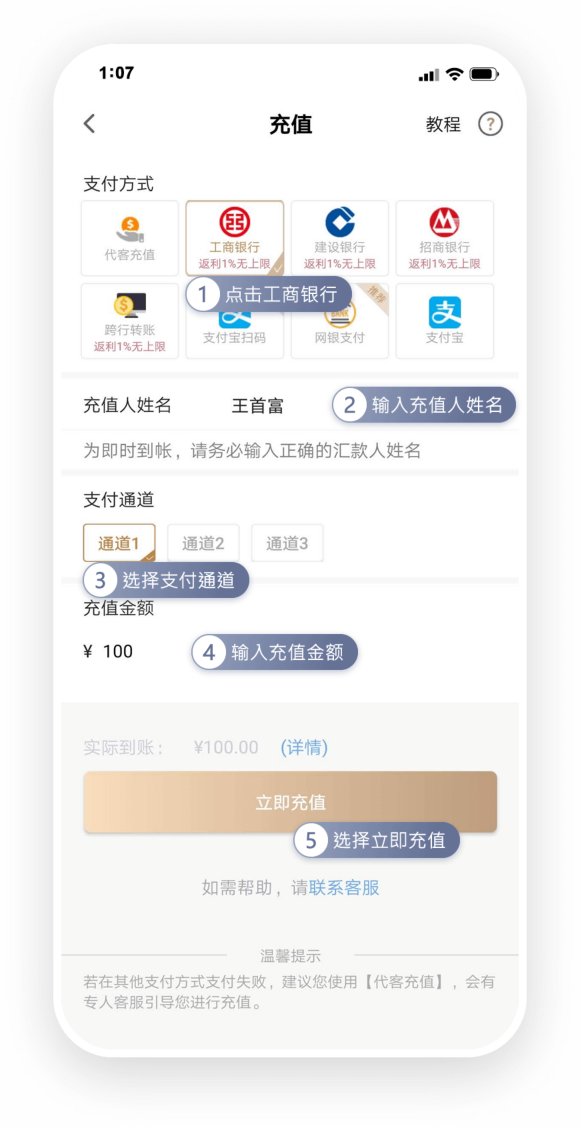 1:07
充值
教程
?
支付方式
代客充值
工商银行
返利1%无上限
建设银行
返利1%无上限
招商银行
返利1%无上限
1 点击工商银行
推荐
跨行转账
返利1%无上限
支付宝扫码
BANK
网银支付
支
支付宝
充值人姓名
王首富
2 输入充值人姓名
为即时到帐，请务必输入正确的汇款人姓名
支付通道
通道1
通道2
通道3
3 选择支付通道
充值金额
¥ 100
4 输入充值金额
实际到账：
¥100.00
(详情)
立即充值
5 选择立即充值
如需帮助，请联系客服
温馨提示
若在其他支付方式支付失败，建议您使用【代客充值】，会有
专人客服引导您进行充值。